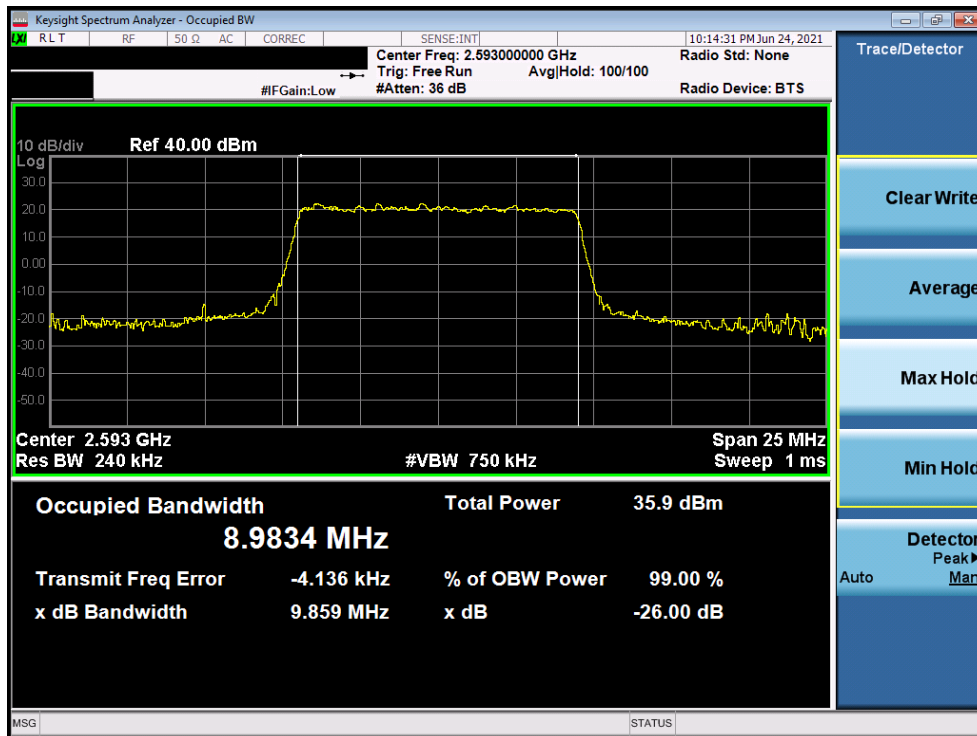 Keysight Spectrum Analyzer - Occupied BW
LXI RLT RF 50 Ω AC CORREC SENSE:INT 10:14:31 PM Jun 24, 2021
Center Freq: 2.593000000 GHz Radio Std: None
Trig: Free Run Avg|Hold: 100/100
#IFGain:Low #Atten: 36 dB Radio Device: BTS
Trace/Detector
10 dB/div Ref 40.00 dBm
Log
30.0
20.0
10.0
0.00
-10.0
-20.0
-30.0
-40.0
-50.0
Center 2.593 GHz Span 25 MHz
Res BW 240 kHz #VBW 750 kHz Sweep 1 ms
Occupied Bandwidth Total Power 35.9 dBm
8.9834 MHz
Transmit Freq Error -4.136 kHz % of OBW Power 99.00 %
x dB Bandwidth 9.859 MHz x dB -26.00 dB
Clear Write
Average
Max Hold
Min Hold
Detector
Peak
Auto Man
MSG STATUS